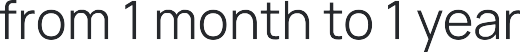 from 1 month to 1 year